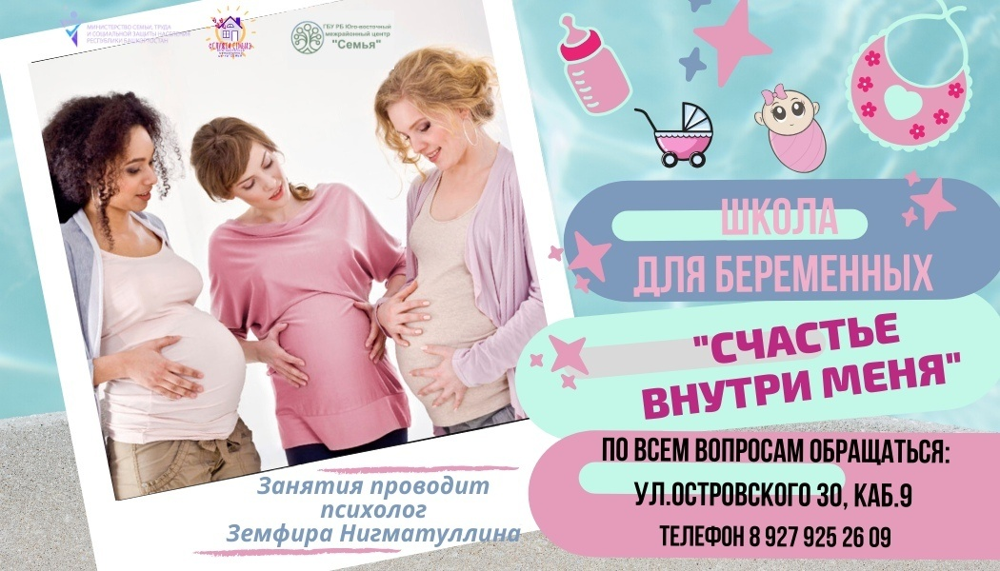 МИНИСТЕРСТВО СЕМЬИ, ТРУДА
И СОЦИАЛЬНОЙ ЗАЩИТЫ НАСЕЛЕНИЯ
РЕСПУБЛИКИ БАШКОРТОСТАН
ГБУ РБ Юго-восточный
межрайонный центр
"Семья"
ШКОЛА
ДЛЯ БЕРЕМЕННЫХ
"СЧАСТЬЕ
ВНУТРИ МЕНЯ"
ПО ВСЕМ ВОПРОСАМ ОБРАЩАТЬСЯ:
УЛ.ОСТРОВСКОГО 30, КАБ.9
ТЕЛЕФОН 8 927 925 26 09
Занятия проводит
психолог
Земфира Нигматуллина